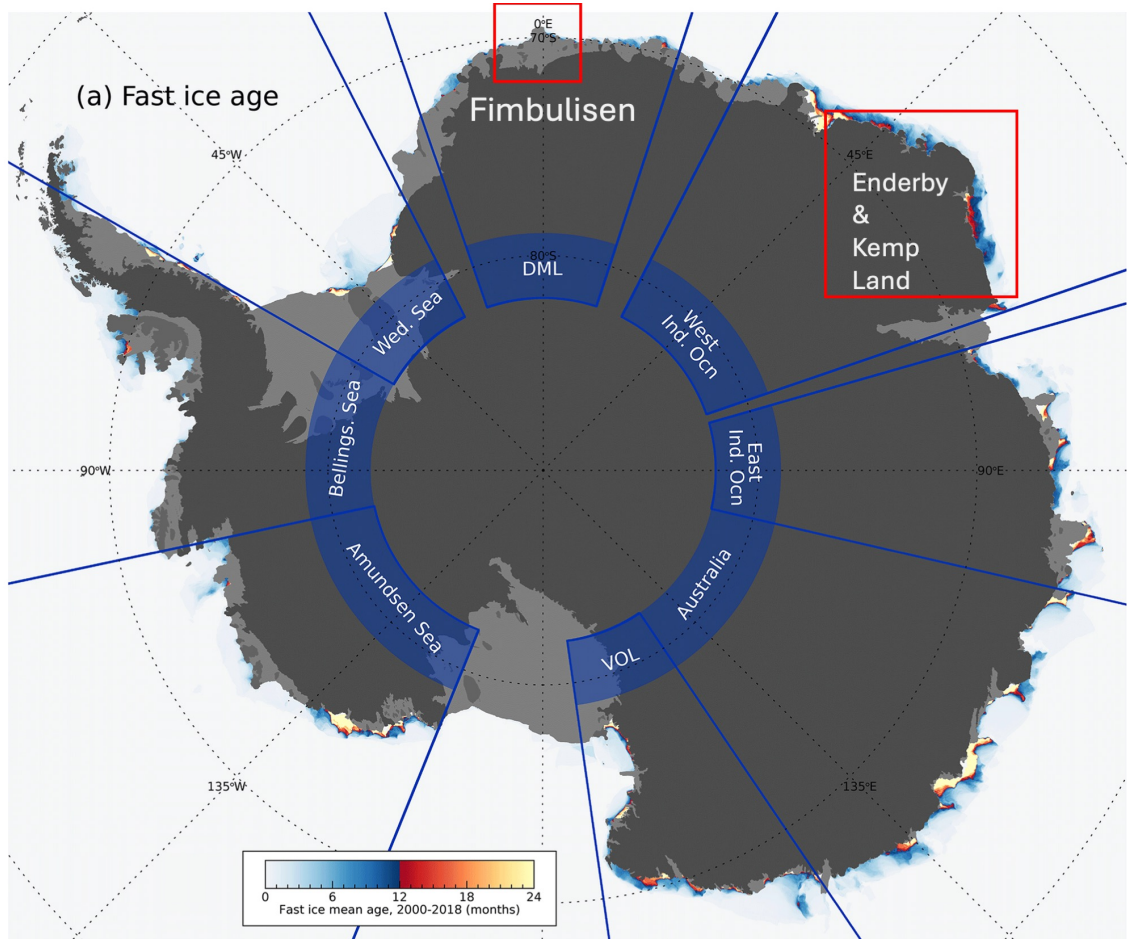 0°E
70°S
(a) Fast ice age
Fimbulisen
45°W
45°E
Enderby
&
Kemp
Land
80°S
DML
Wed. Sea
West
Ind. Ocn
Bellings. Sea
East
Ind. Ocn
90°W
90°E
Amundsen Sea
Australia
VOL
135°W
135°E
0 6 12 18 24
Fast ice mean age, 2000-2018 (months)